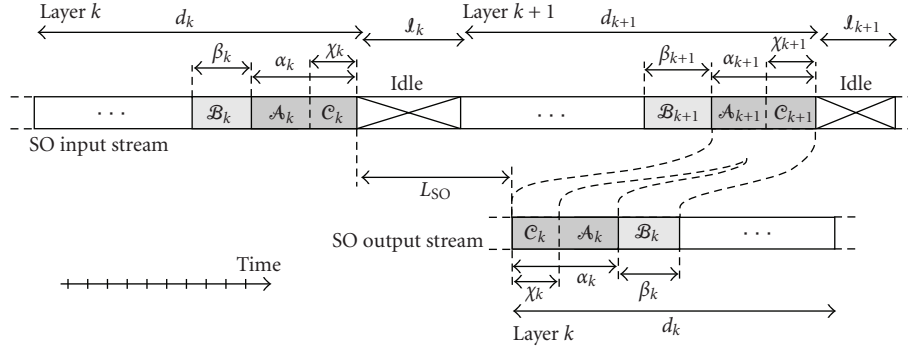 Layer k d_k 𝓘_k Layer k + 1 d_{k+1} 𝓘_{k+1}
β_k α_k χ_k β_{k+1} α_{k+1} χ_{k+1}
Idle Idle
· · · ℬ_k 𝒜_k 𝒞_k · · · ℬ_{k+1} 𝒜_{k+1} 𝒞_{k+1}
SO input stream
L_SO
SO output stream 𝒞_k 𝒜_k ℬ_k · · ·
Time
χ_k α_k β_k
Layer k d_k